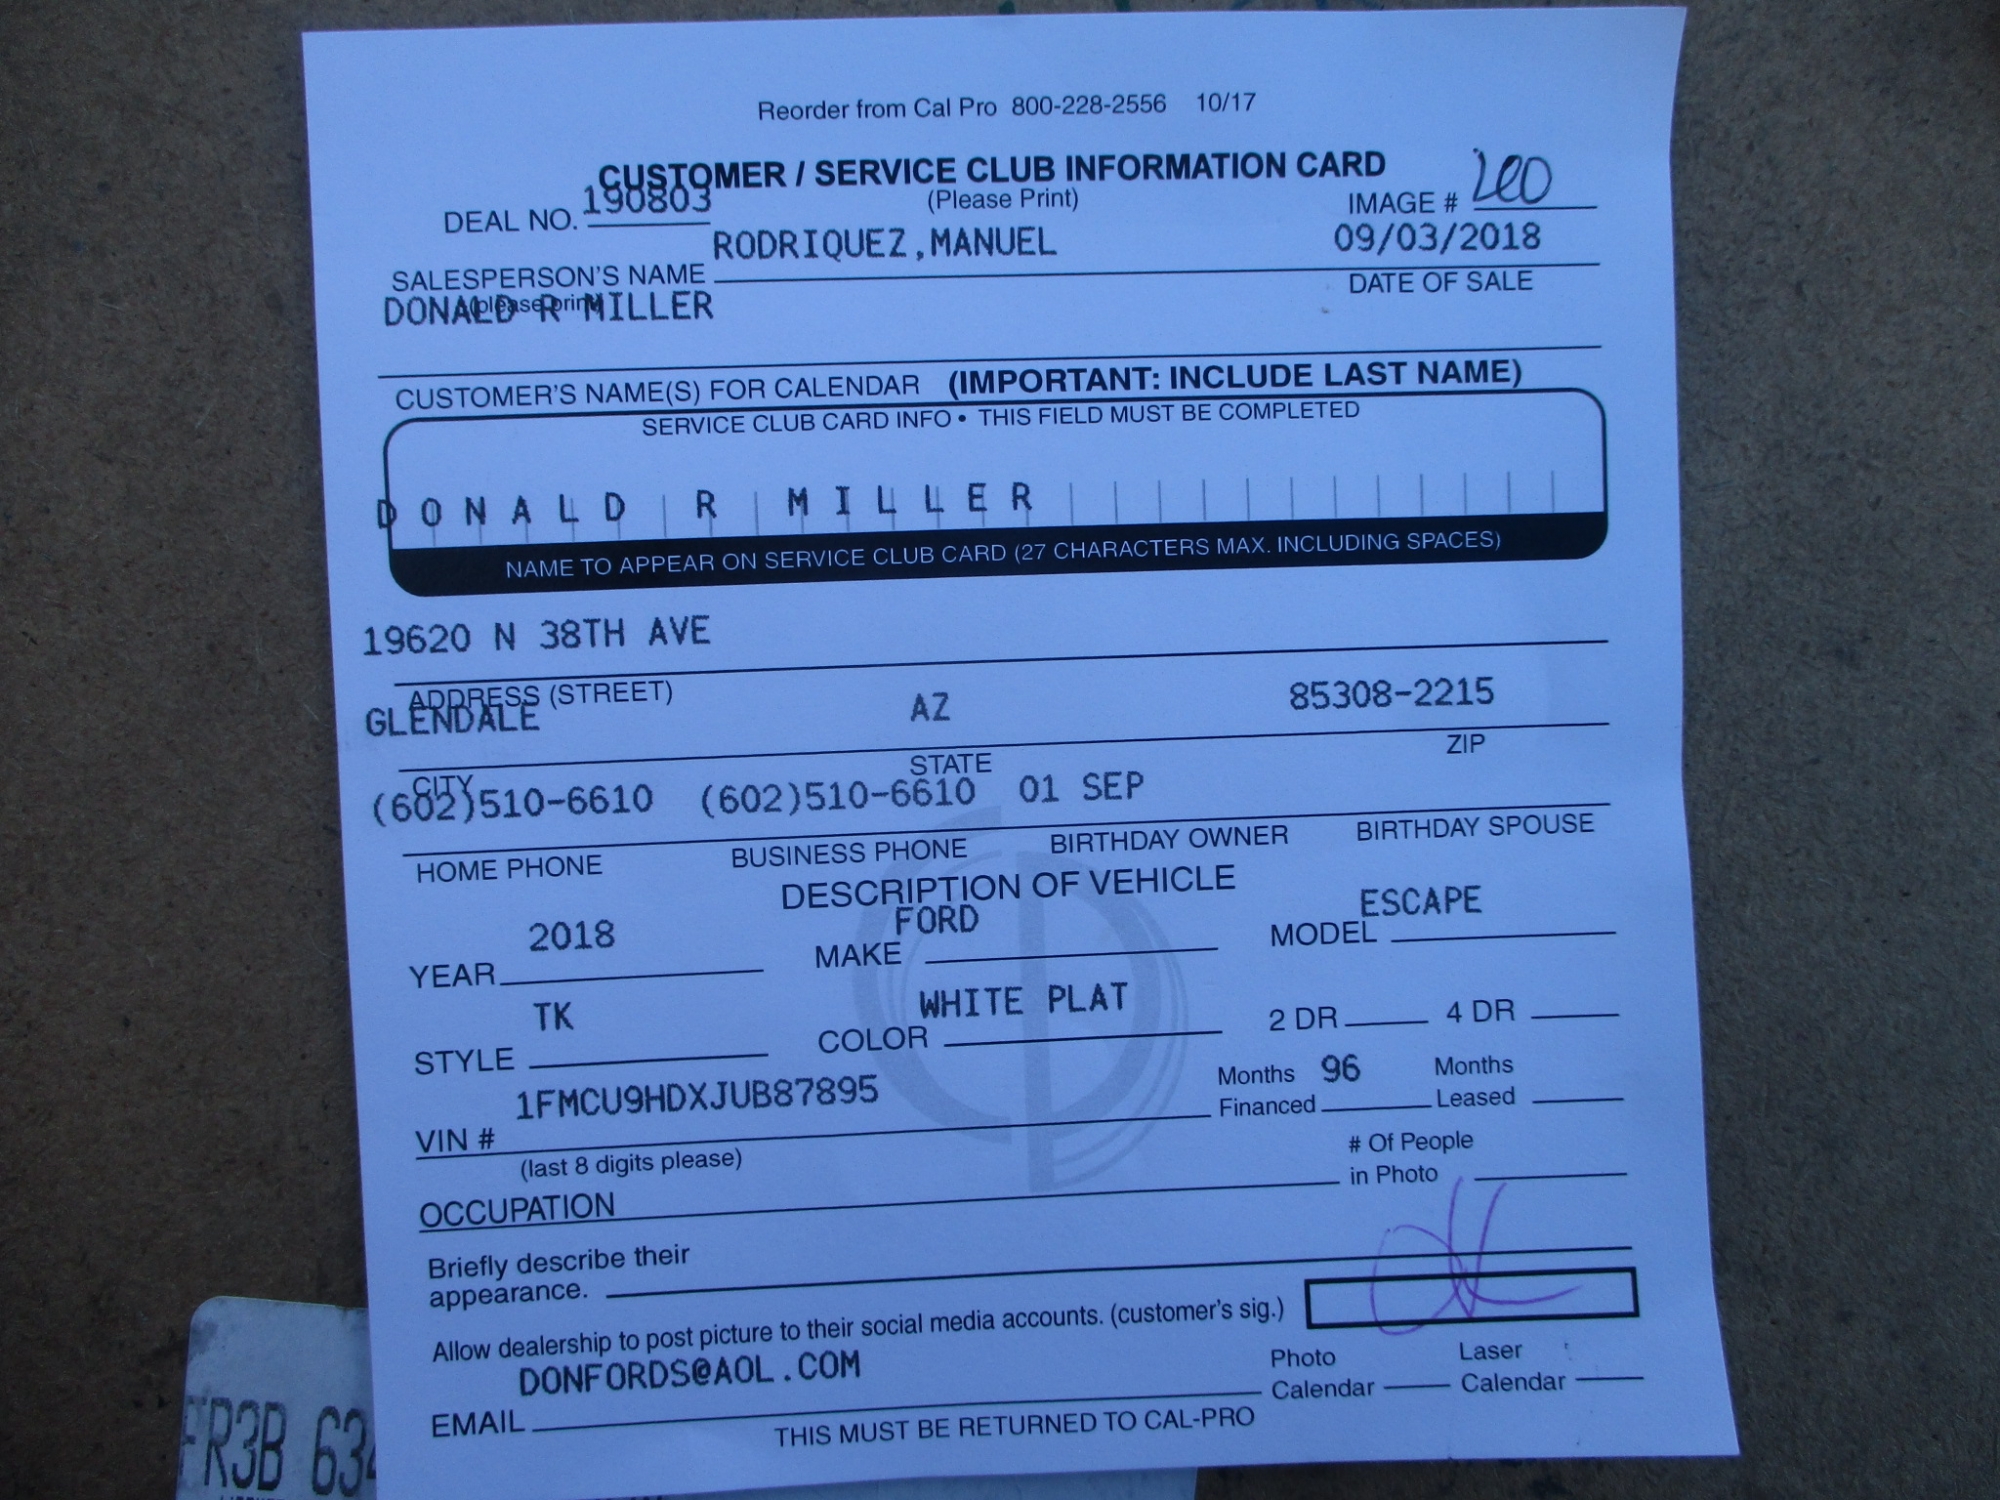 Reorder from Cal Pro 800-228-2556 10/17
CUSTOMER / SERVICE CLUB INFORMATION CARD
DEAL NO. 190803 (Please Print) IMAGE #
RODRIQUEZ,MANUEL 09/03/2018
SALESPERSON'S NAME DATE OF SALE
(please print)
DONALD R MILLER
CUSTOMER'S NAME(S) FOR CALENDAR (IMPORTANT: INCLUDE LAST NAME)
SERVICE CLUB CARD INFO • THIS FIELD MUST BE COMPLETED
DONALD R MILLER
NAME TO APPEAR ON SERVICE CLUB CARD (27 CHARACTERS MAX. INCLUDING SPACES)
19620 N 38TH AVE
ADDRESS (STREET)
GLENDALE AZ 85308-2215
CITY STATE ZIP
(602)510-6610 (602)510-6610 01 SEP
HOME PHONE BUSINESS PHONE BIRTHDAY OWNER BIRTHDAY SPOUSE
DESCRIPTION OF VEHICLE
YEAR 2018 MAKE FORD MODEL ESCAPE
STYLE TK COLOR WHITE PLAT 2 DR 4 DR
VIN # 1FMCU9HDXJUB87895 Months Financed 96 Months Leased
(last 8 digits please)
OCCUPATION # Of People in Photo
Briefly describe their
appearance.
Allow dealership to post picture to their social media accounts. (customer's sig.)
EMAIL DONFORDS@AOL.COM Photo Calendar Laser Calendar
THIS MUST BE RETURNED TO CAL-PRO
FR3B 634